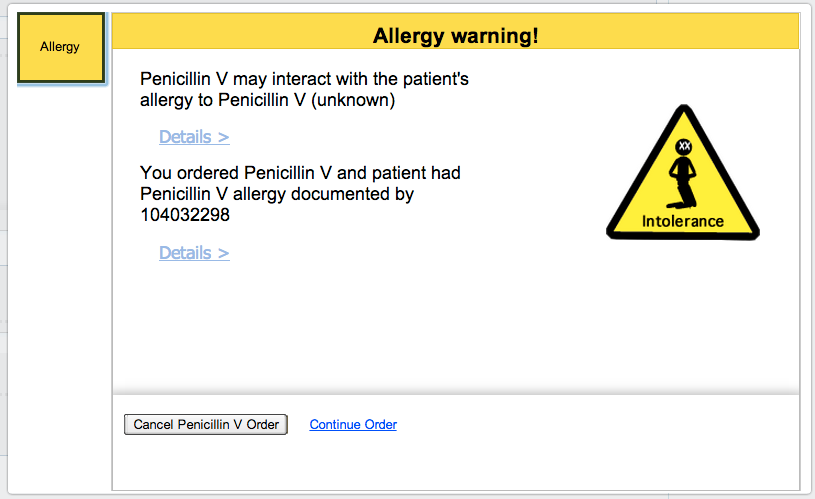 Allergy
Allergy warning!
Penicillin V may interact with the patient's
allergy to Penicillin V (unknown)
Details >
You ordered Penicillin V and patient had
Penicillin V allergy documented by
104032298
Details >
XX
Intolerance
Cancel Penicillin V Order
Continue Order